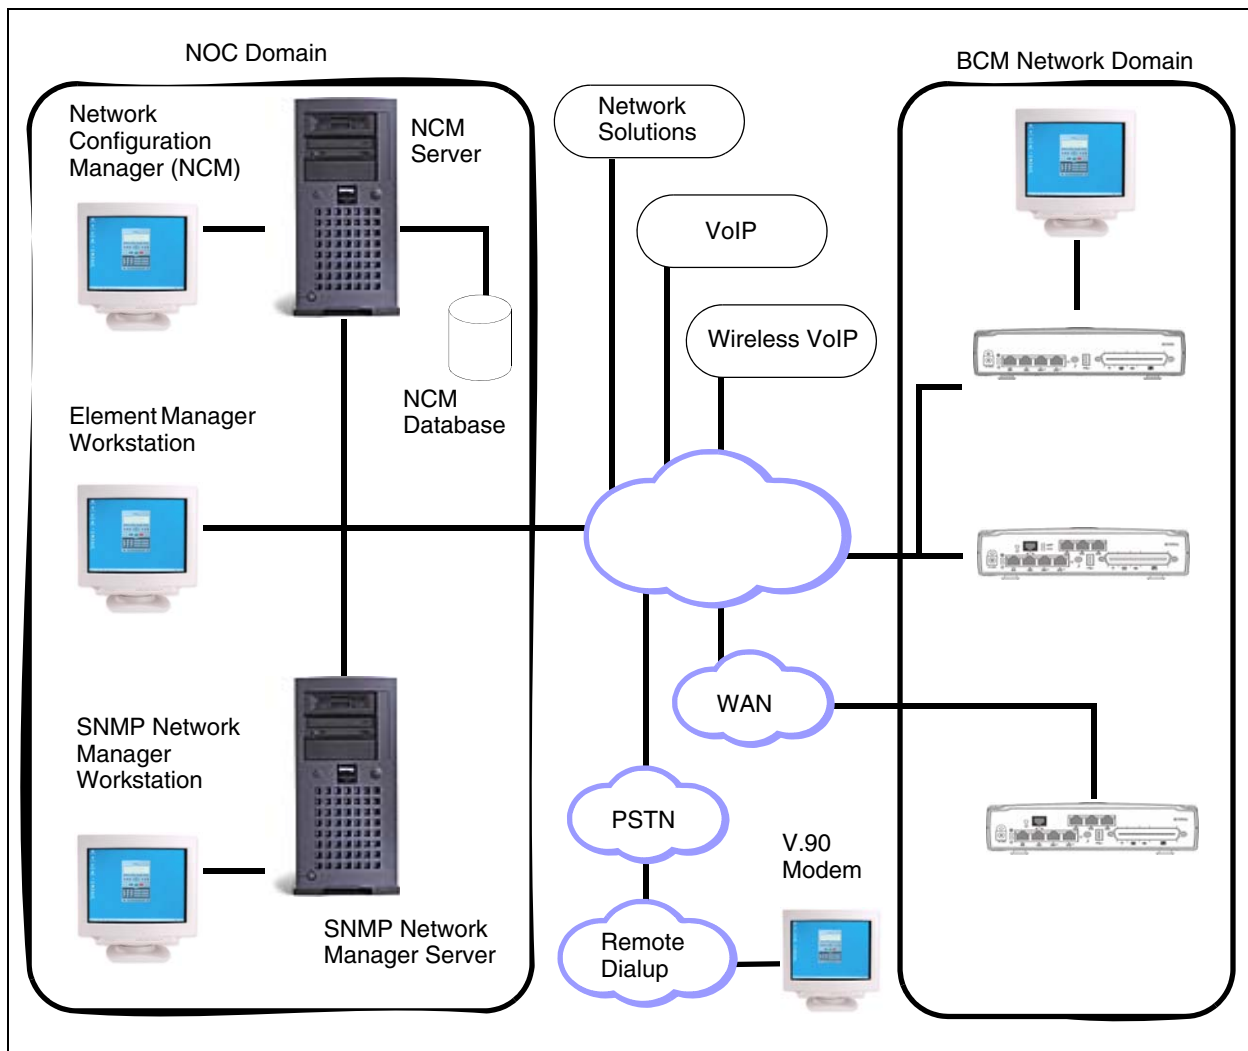 NOC Domain
BCM Network Domain
Network
Configuration
Manager (NCM)
NCM
Server
Network
Solutions
VoIP
Wireless VoIP
NCM
Database
Element Manager
Workstation
WAN
SNMP Network
Manager
Workstation
PSTN
V.90
Modem
SNMP Network
Manager Server
Remote
Dialup